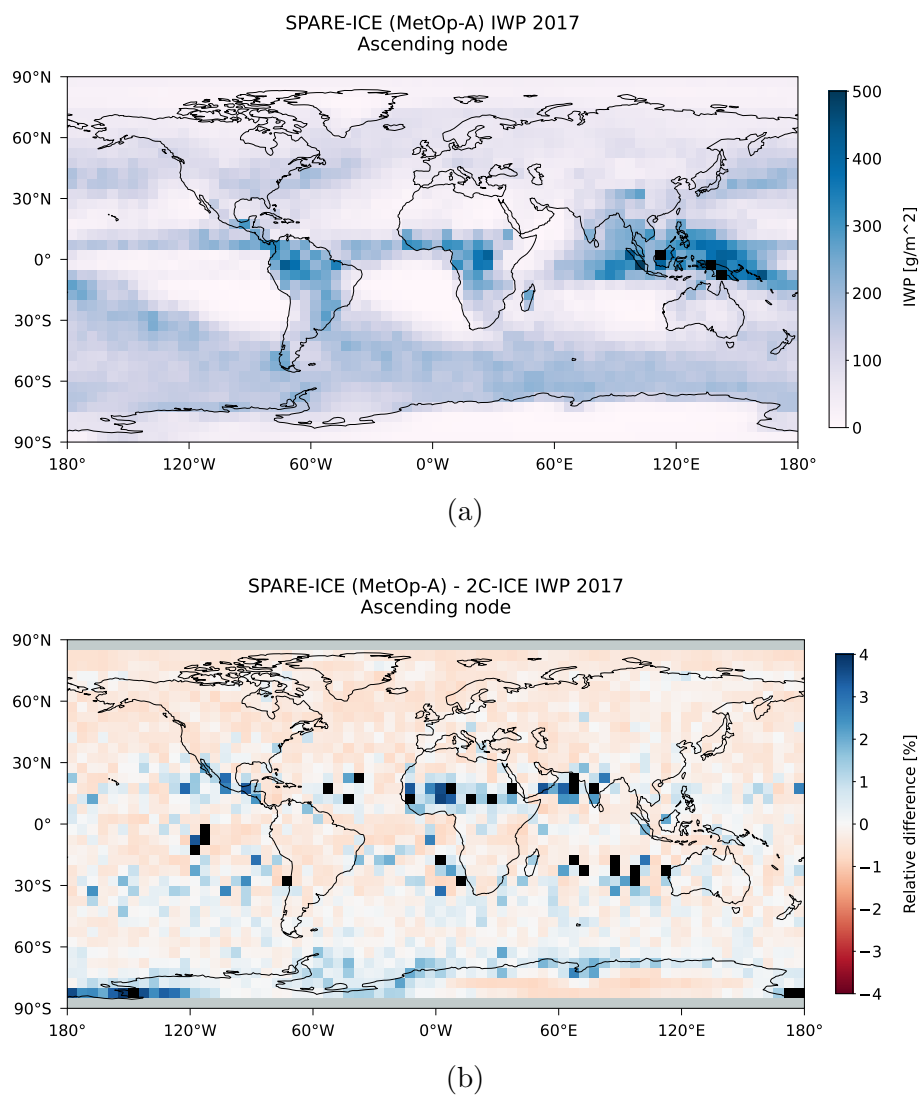 SPARE-ICE (MetOp-A) IWP 2017
Ascending node
90°N
60°N
30°N
0°
30°S
60°S
90°S
180°
120°W
60°W
0°W
60°E
120°E
180°
500
400
300
200
100
0
IWP [g/m^2]
(a)
SPARE-ICE (MetOp-A) - 2C-ICE IWP 2017
Ascending node
90°N
60°N
30°N
0°
30°S
60°S
90°S
180°
120°W
60°W
0°W
60°E
120°E
180°
4
3
2
1
0
−1
−2
−3
−4
Relative difference [%]
(b)